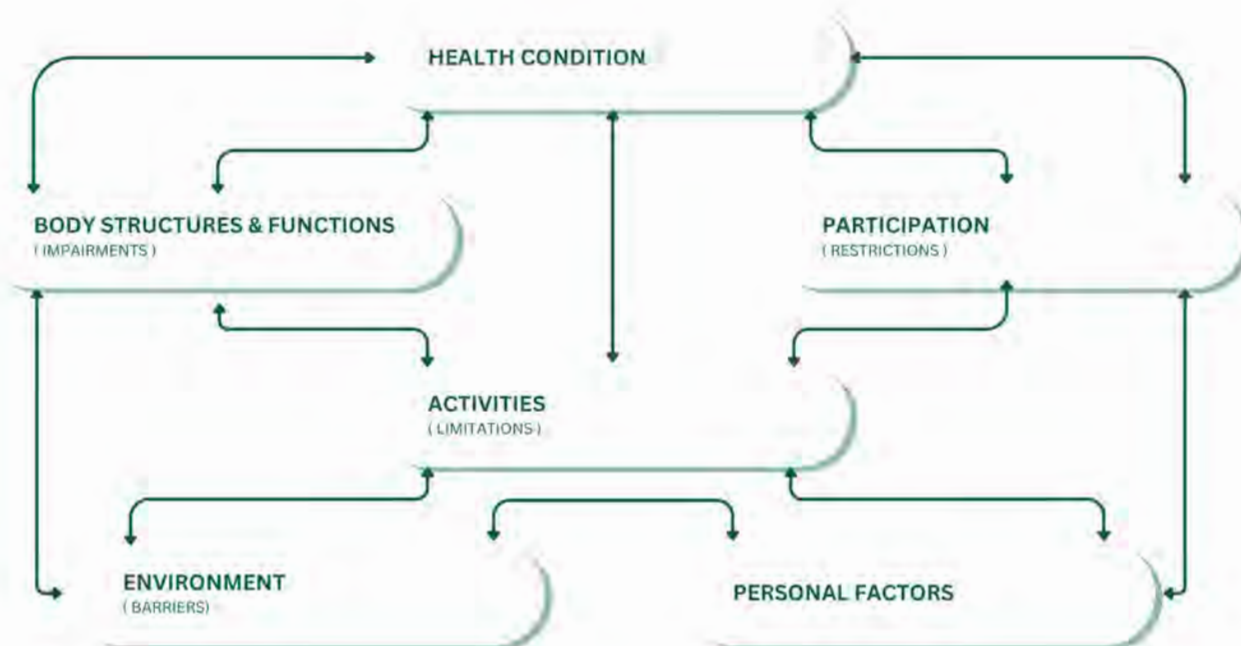 HEALTH CONDITION
BODY STRUCTURES & FUNCTIONS
( IMPAIRMENTS )
PARTICIPATION
( RESTRICTIONS )
ACTIVITIES
( LIMITATIONS )
ENVIRONMENT
( BARRIERS)
PERSONAL FACTORS